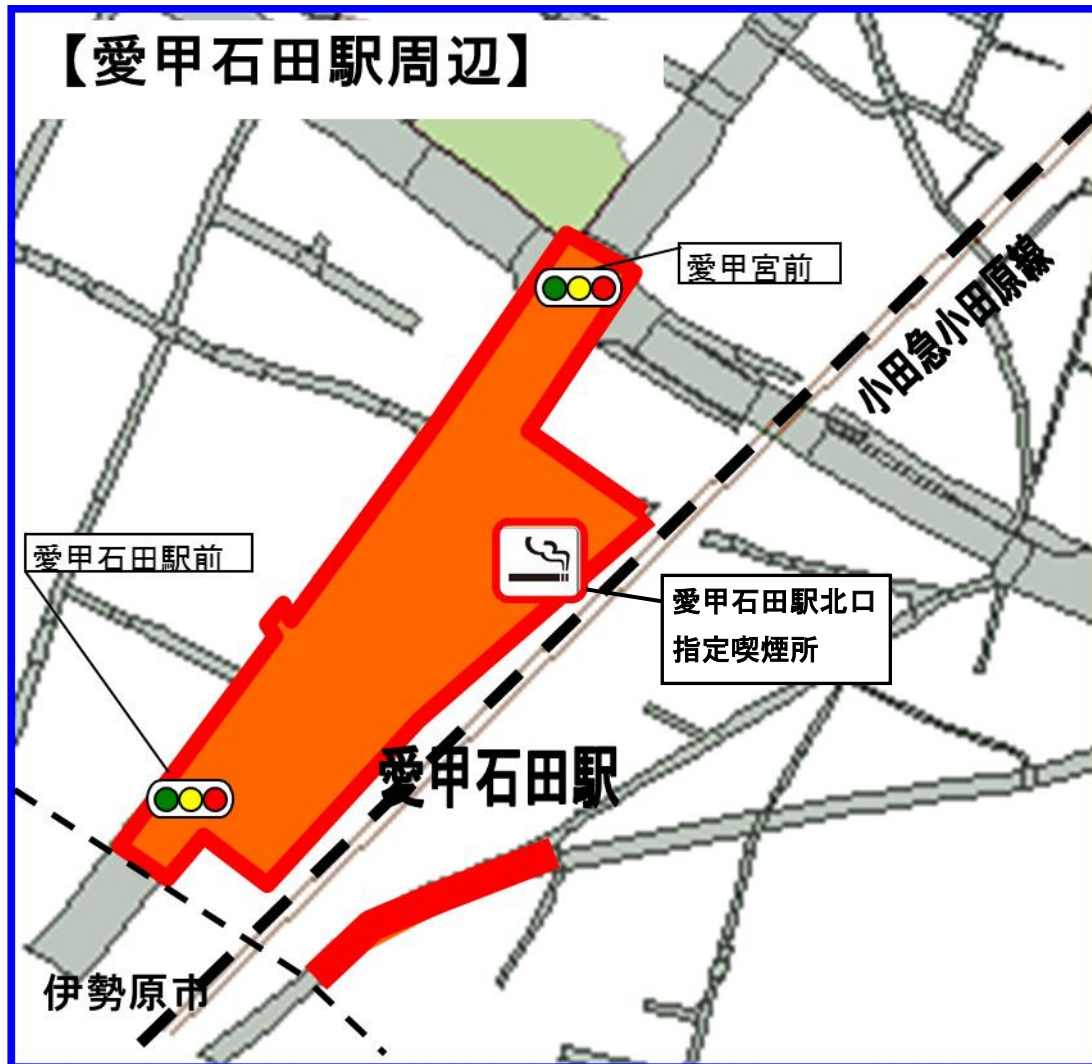 【愛甲石田駅周辺】
愛甲宮前
小田急小田原線
愛甲石田駅前
愛甲石田駅北口
指定喫煙所
愛甲石田駅
伊勢原市